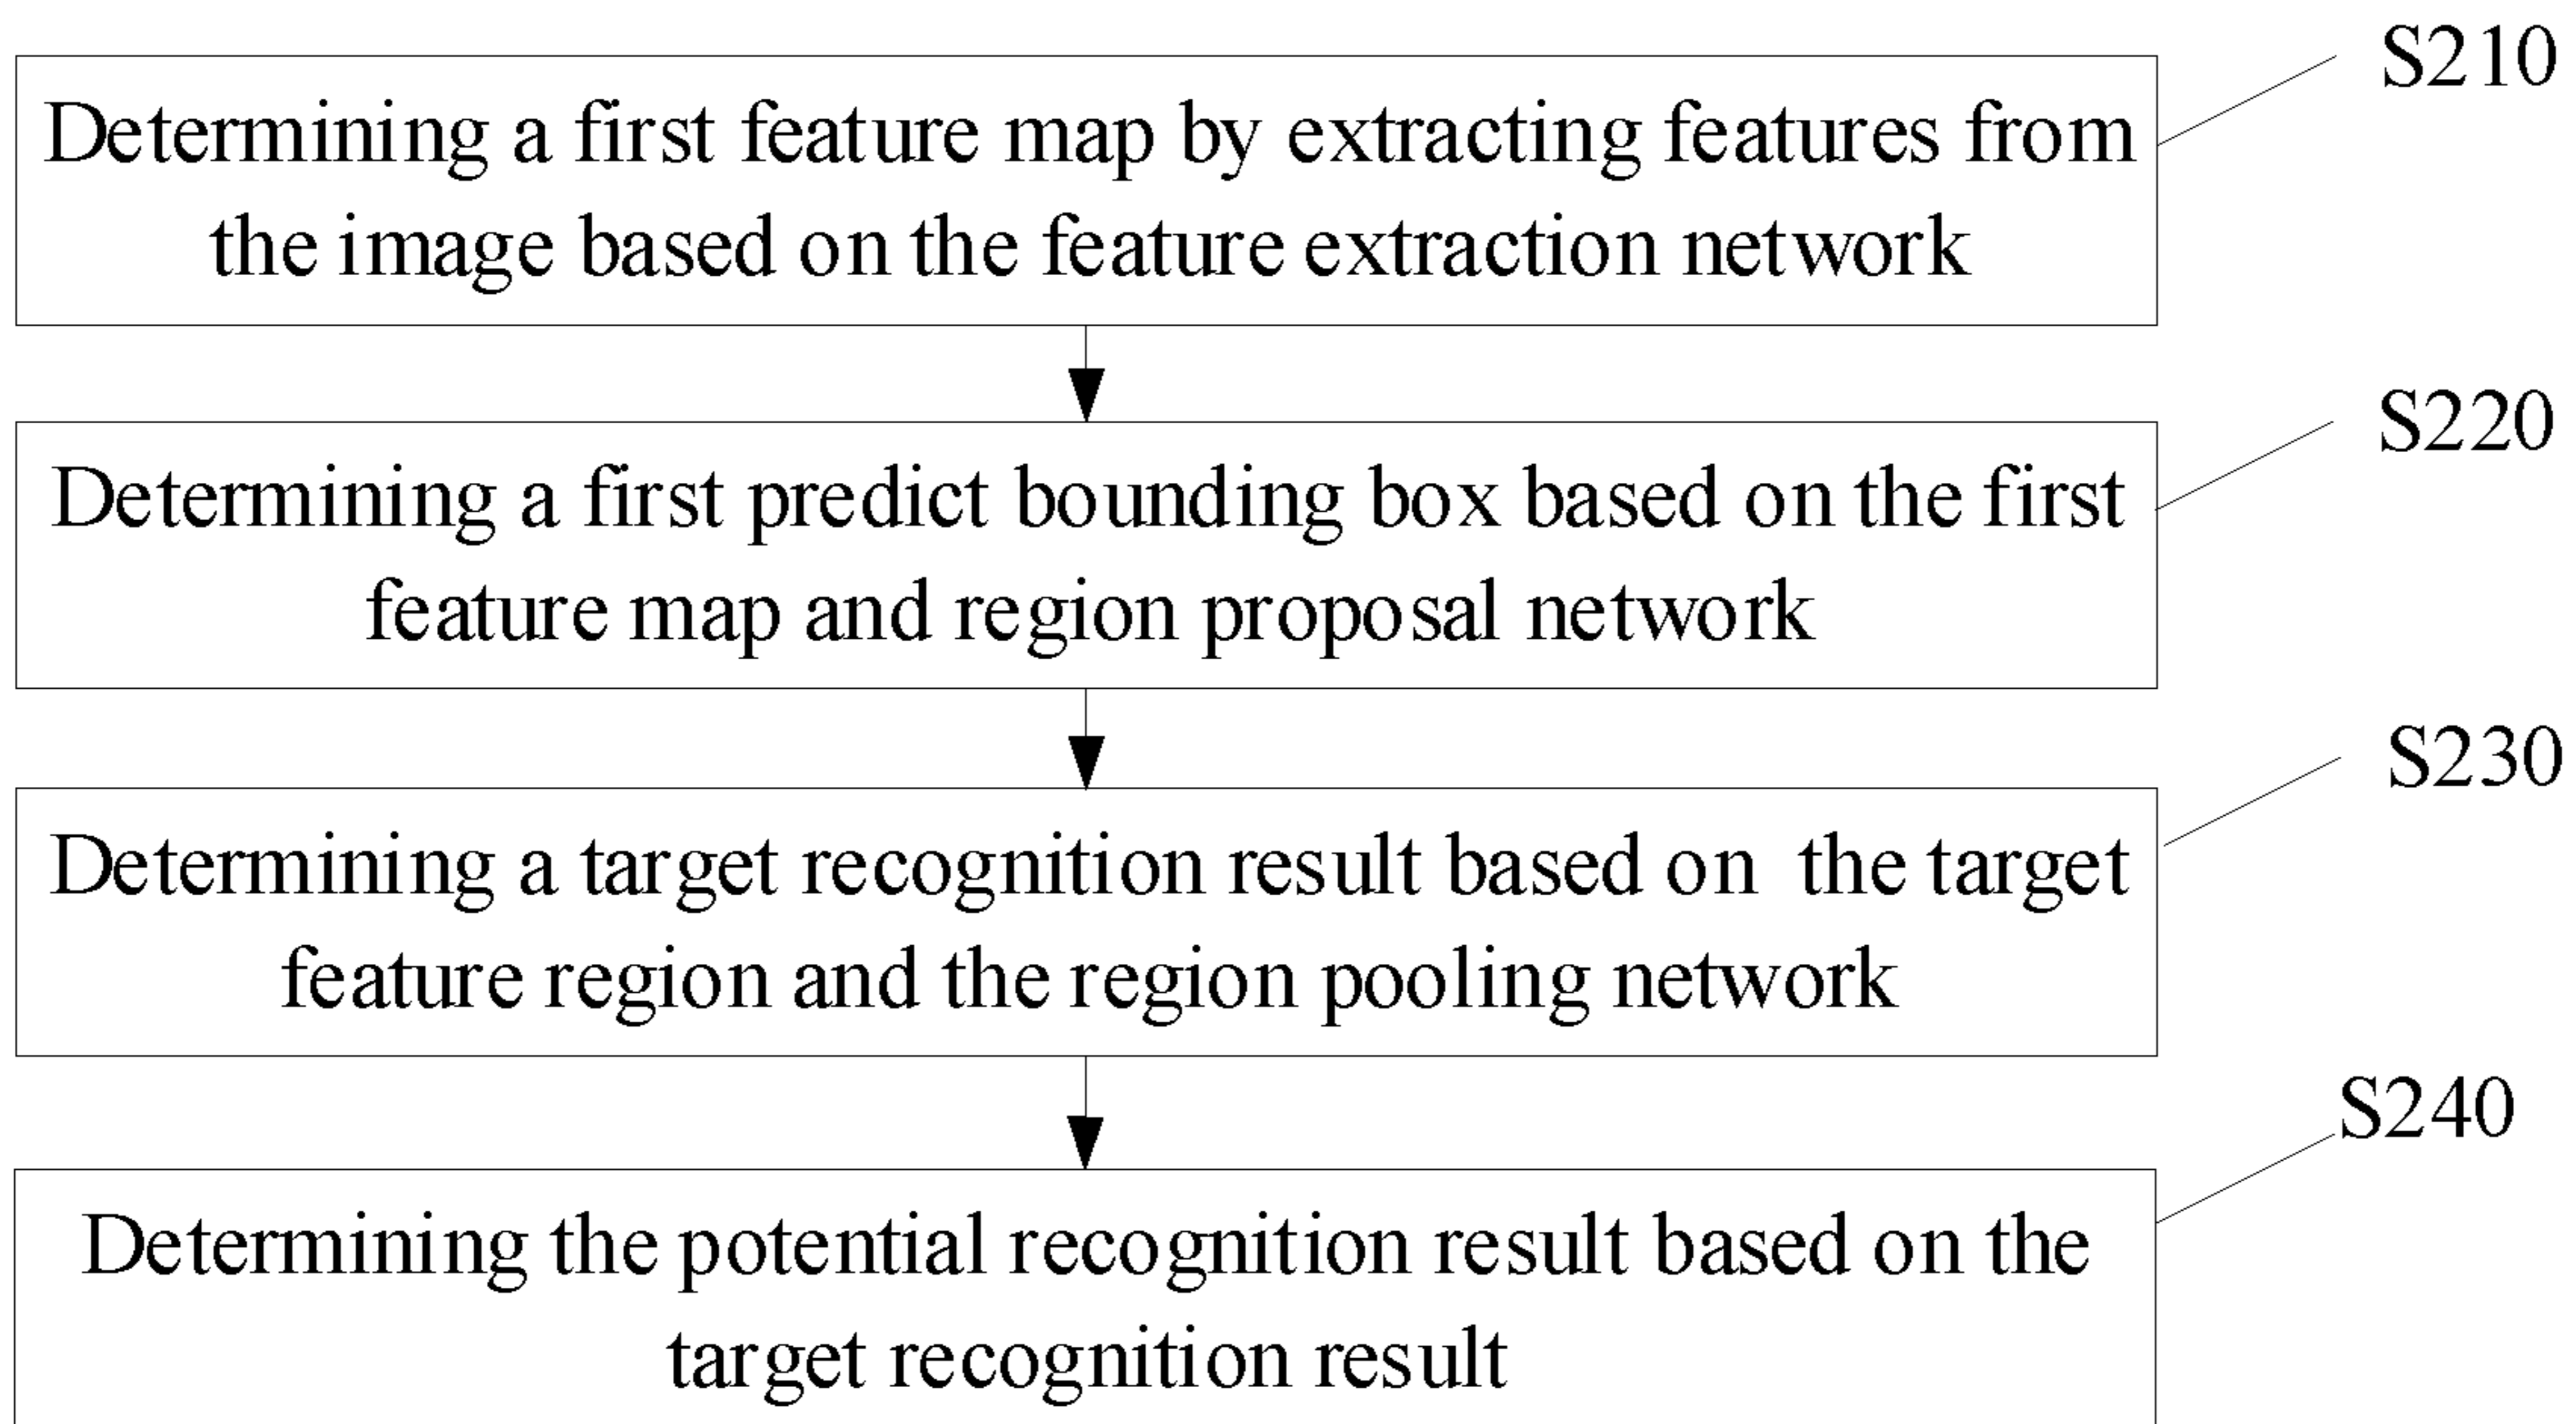 S210
Determining a first feature map by extracting features from
the image based on the feature extraction network
S220
Determining a first predict bounding box based on the first
feature map and region proposal network
S230
Determining a target recognition result based on the target
feature region and the region pooling network
S240
Determining the potential recognition result based on the
target recognition result